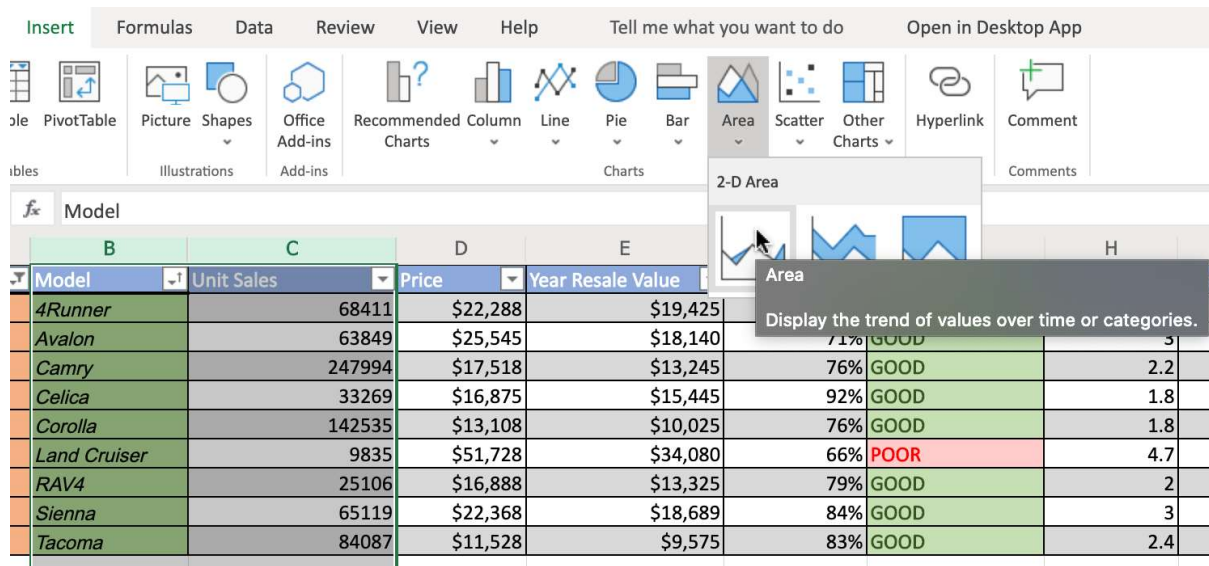 Insert Formulas Data Review View Help Tell me what you want to do Open in Desktop App
PivotTable Picture Shapes Office Add-ins Recommended Charts Column Line Pie Bar Area Scatter Other Charts Hyperlink Comment
Illustrations Add-ins Charts Comments
2-D Area
fx Model
B C D E H
Model Unit Sales Price Year Resale Value
Area
Display the trend of values over time or categories.
4Runner 68411 $22,288 $19,425
Avalon 63849 $25,545 $18,140 71% GOOD 3
Camry 247994 $17,518 $13,245 76% GOOD 2.2
Celica 33269 $16,875 $15,445 92% GOOD 1.8
Corolla 142535 $13,108 $10,025 76% GOOD 1.8
Land Cruiser 9835 $51,728 $34,080 66% POOR 4.7
RAV4 25106 $16,888 $13,325 79% GOOD 2
Sienna 65119 $22,368 $18,689 84% GOOD 3
Tacoma 84087 $11,528 $9,575 83% GOOD 2.4